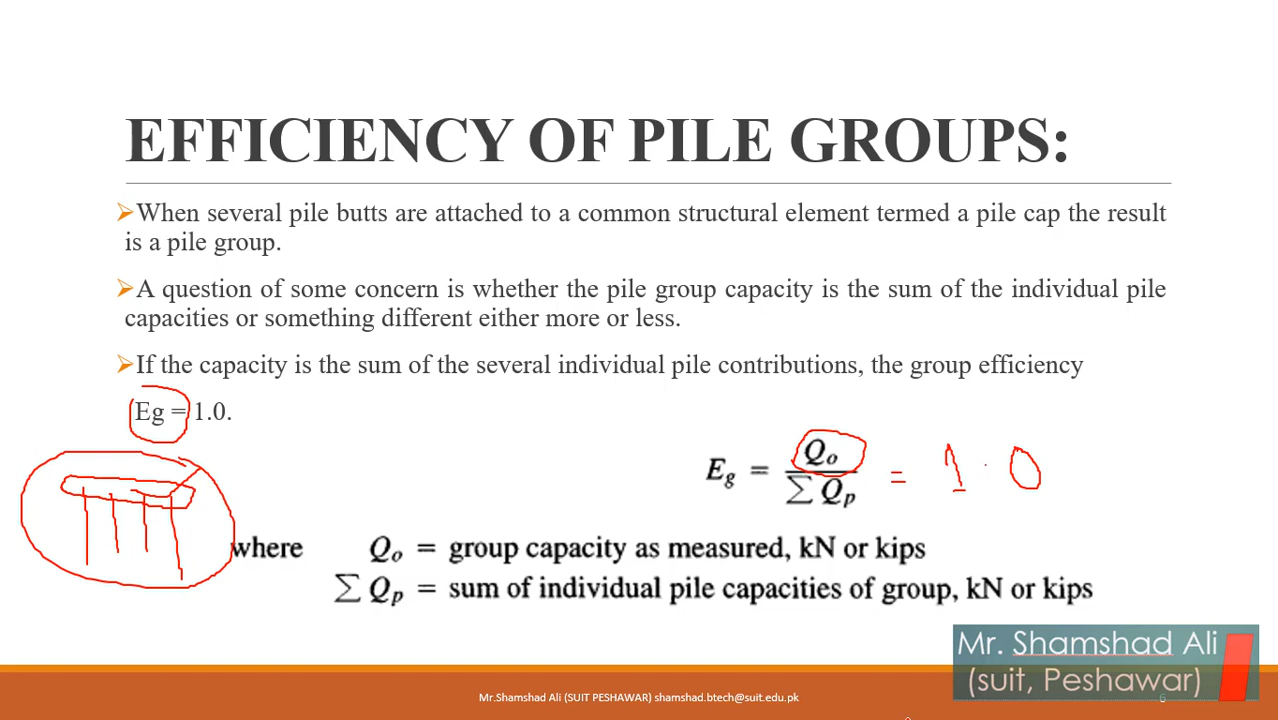 EFFICIENCY OF PILE GROUPS:
When several pile butts are attached to a common structural element termed a pile cap the result
is a pile group.
A question of some concern is whether the pile group capacity is the sum of the individual pile
capacities or something different either more or less.
If the capacity is the sum of the several individual pile contributions, the group efficiency
Eg = 1.0.
E_g = Q_o / ∑ Q_p = 1.0
where Q_o = group capacity as measured, kN or kips
∑ Q_p = sum of individual pile capacities of group, kN or kips
Mr. Shamshad Ali
(suit, Peshawar)
Mr.Shamshad Ali (SUIT PESHAWAR) shamshad.btech@suit.edu.pk
6